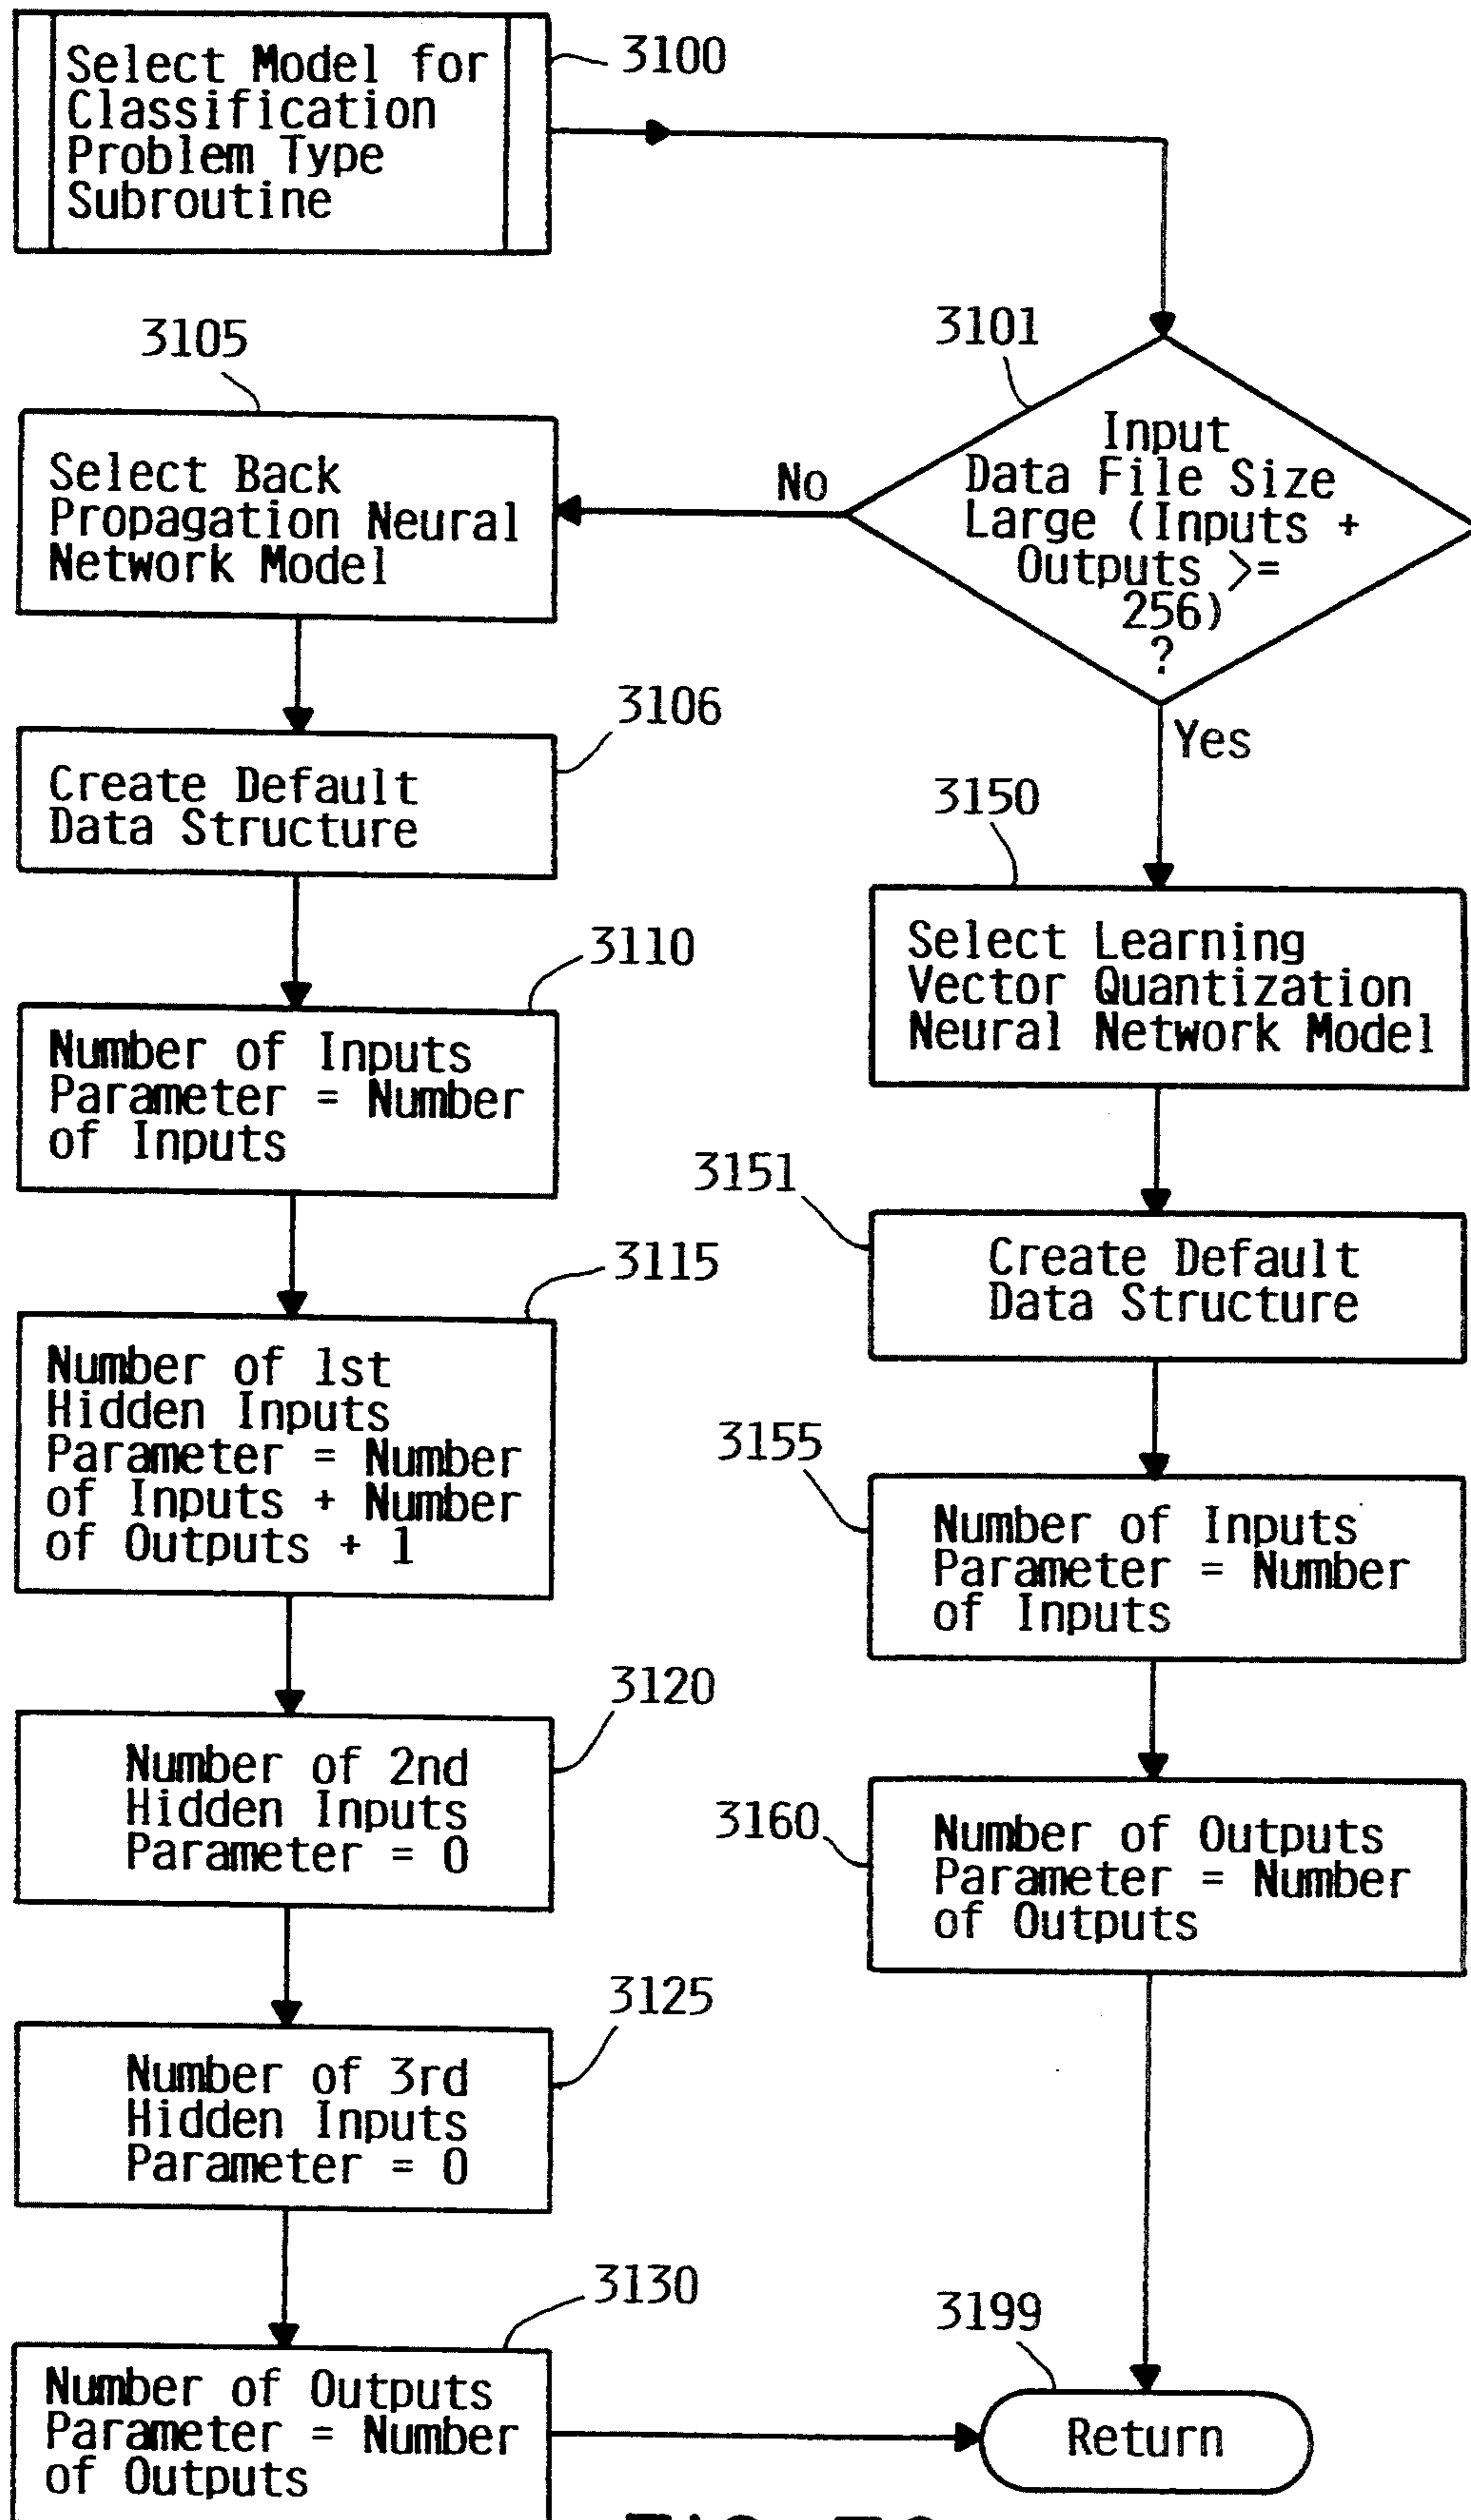 Select Model for
Classification
Problem Type
Subroutine
3100
3101
Input
Data File Size
Large (Inputs +
Outputs >=
256)
?
No
Yes
3105
Select Back
Propagation Neural
Network Model
3106
Create Default
Data Structure
3110
Number of Inputs
Parameter = Number
of Inputs
3115
Number of 1st
Hidden Inputs
Parameter = Number
of Inputs + Number
of Outputs + 1
3120
Number of 2nd
Hidden Inputs
Parameter = 0
3125
Number of 3rd
Hidden Inputs
Parameter = 0
3130
Number of Outputs
Parameter = Number
of Outputs
3150
Select Learning
Vector Quantization
Neural Network Model
3151
Create Default
Data Structure
3155
Number of Inputs
Parameter = Number
of Inputs
3160
Number of Outputs
Parameter = Number
of Outputs
3199
Return